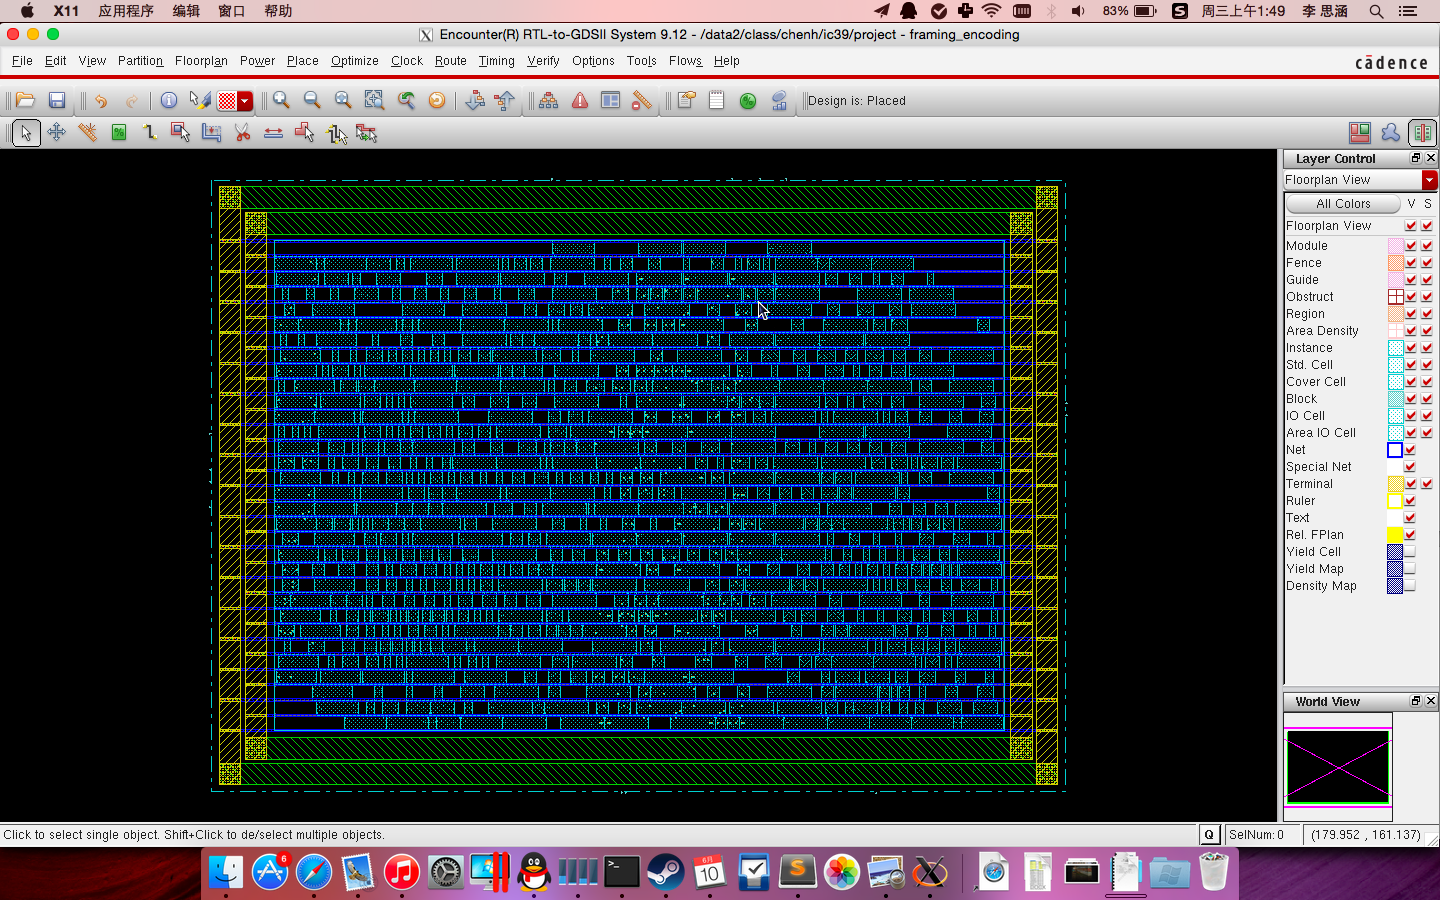 X11 应用程序 编辑 窗口 帮助 83% 周三上午1:49 李 思涵
Encounter(R) RTL-to-GDSII System 9.12 - /data2/class/chenh/ic39/project - framing_encoding
File Edit View Partition Floorplan Power Place Optimize Clock Route Timing Verify Options Tools Flows Help
cādence
Design is: Placed
Layer Control
Floorplan View
All Colors V S
Floorplan View
Module
Fence
Guide
Obstruct
Region
Area Density
Instance
Std. Cell
Cover Cell
Block
IO Cell
Area IO Cell
Net
Special Net
Terminal
Ruler
Text
Rel. FPlan
Yield Cell
Yield Map
Density Map
World View
Click to select single object. Shift+Click to de/select multiple objects.
Q SelNum: 0 (179.952 , 161.137)
6
6月
10